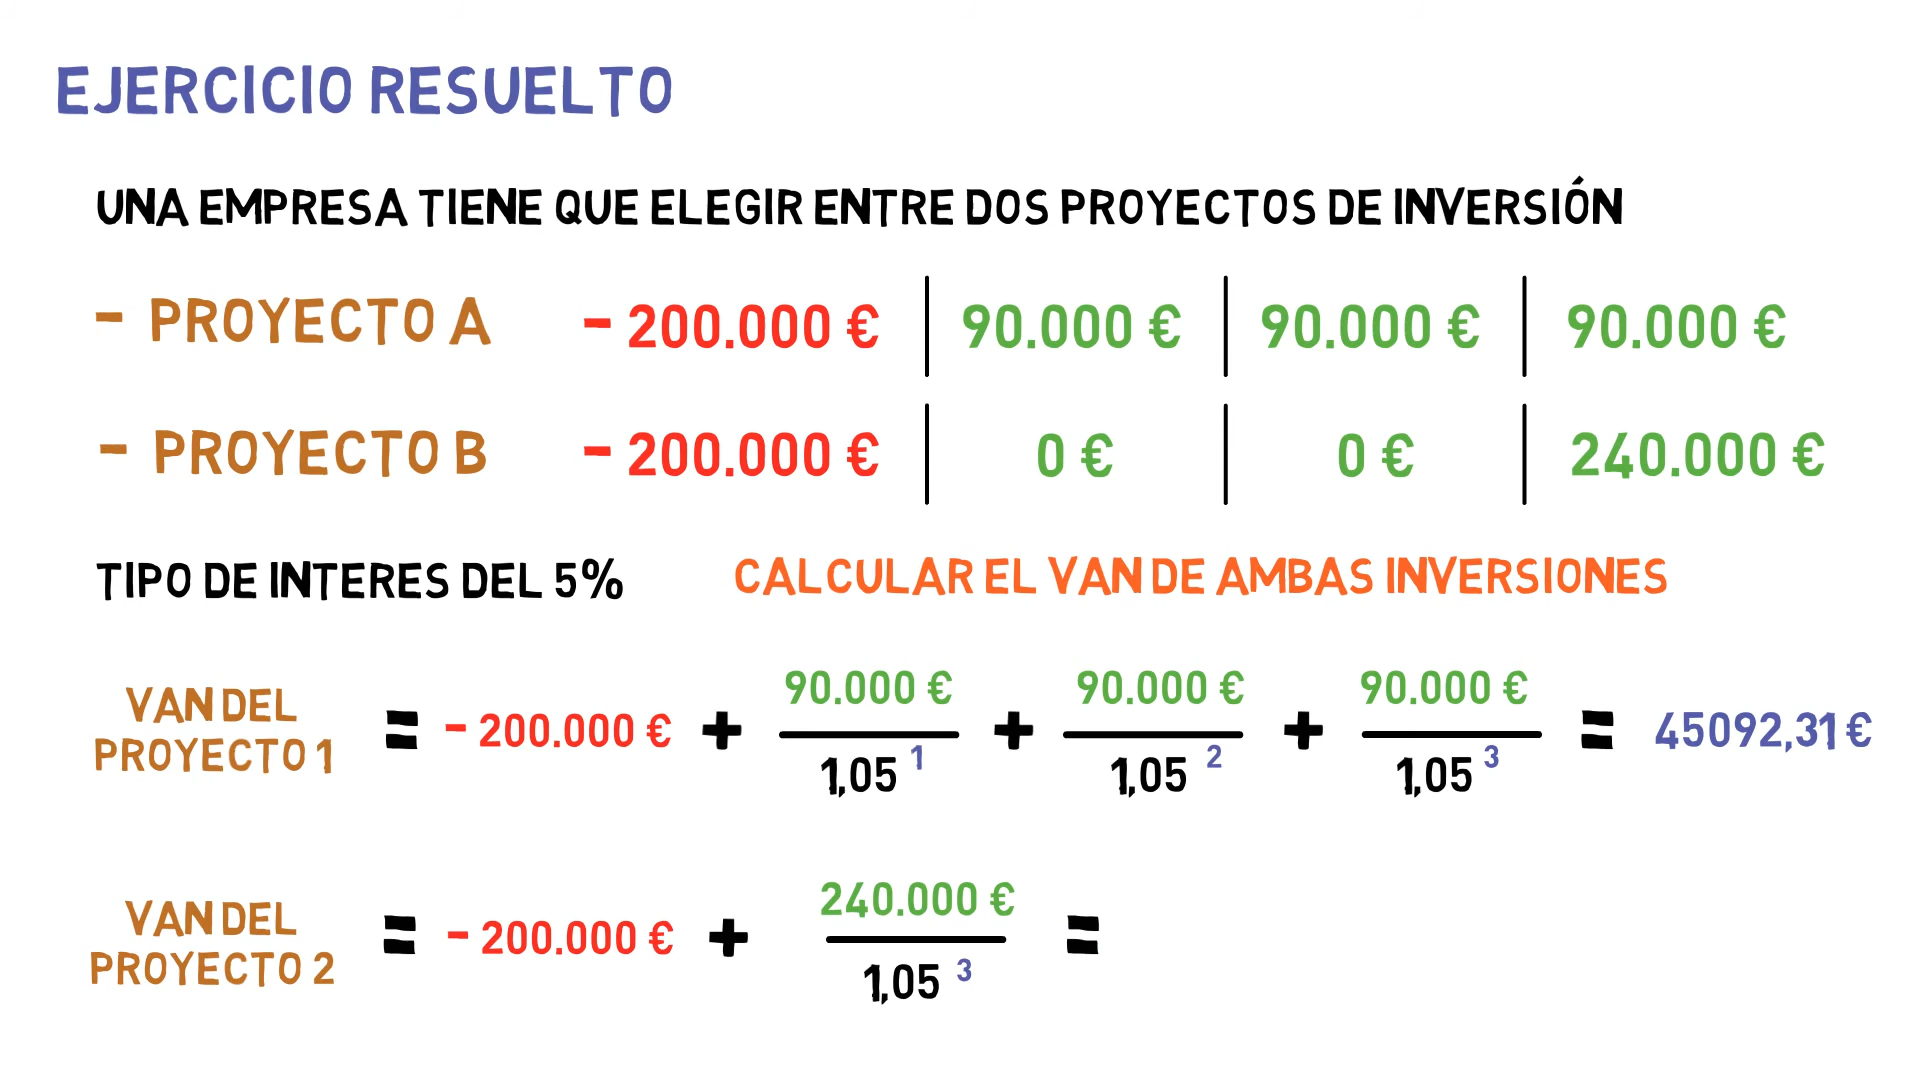 EJERCICIO RESUELTO
UNA EMPRESA TIENE QUE ELEGIR ENTRE DOS PROYECTOS DE INVERSIÓN
- PROYECTO A - 200.000 € 90.000 € 90.000 € 90.000 €
- PROYECTO B - 200.000 € 0 € 0 € 240.000 €
TIPO DE INTERES DEL 5% CALCULAR EL VAN DE AMBAS INVERSIONES
VAN DEL
PROYECTO 1
= - 200.000 € + 90.000 € / 1,05 1 + 90.000 € / 1,05 2 + 90.000 € / 1,05 3 = 45092,31 €
VAN DEL
PROYECTO 2
= - 200.000 € + 240.000 € / 1,05 3 =